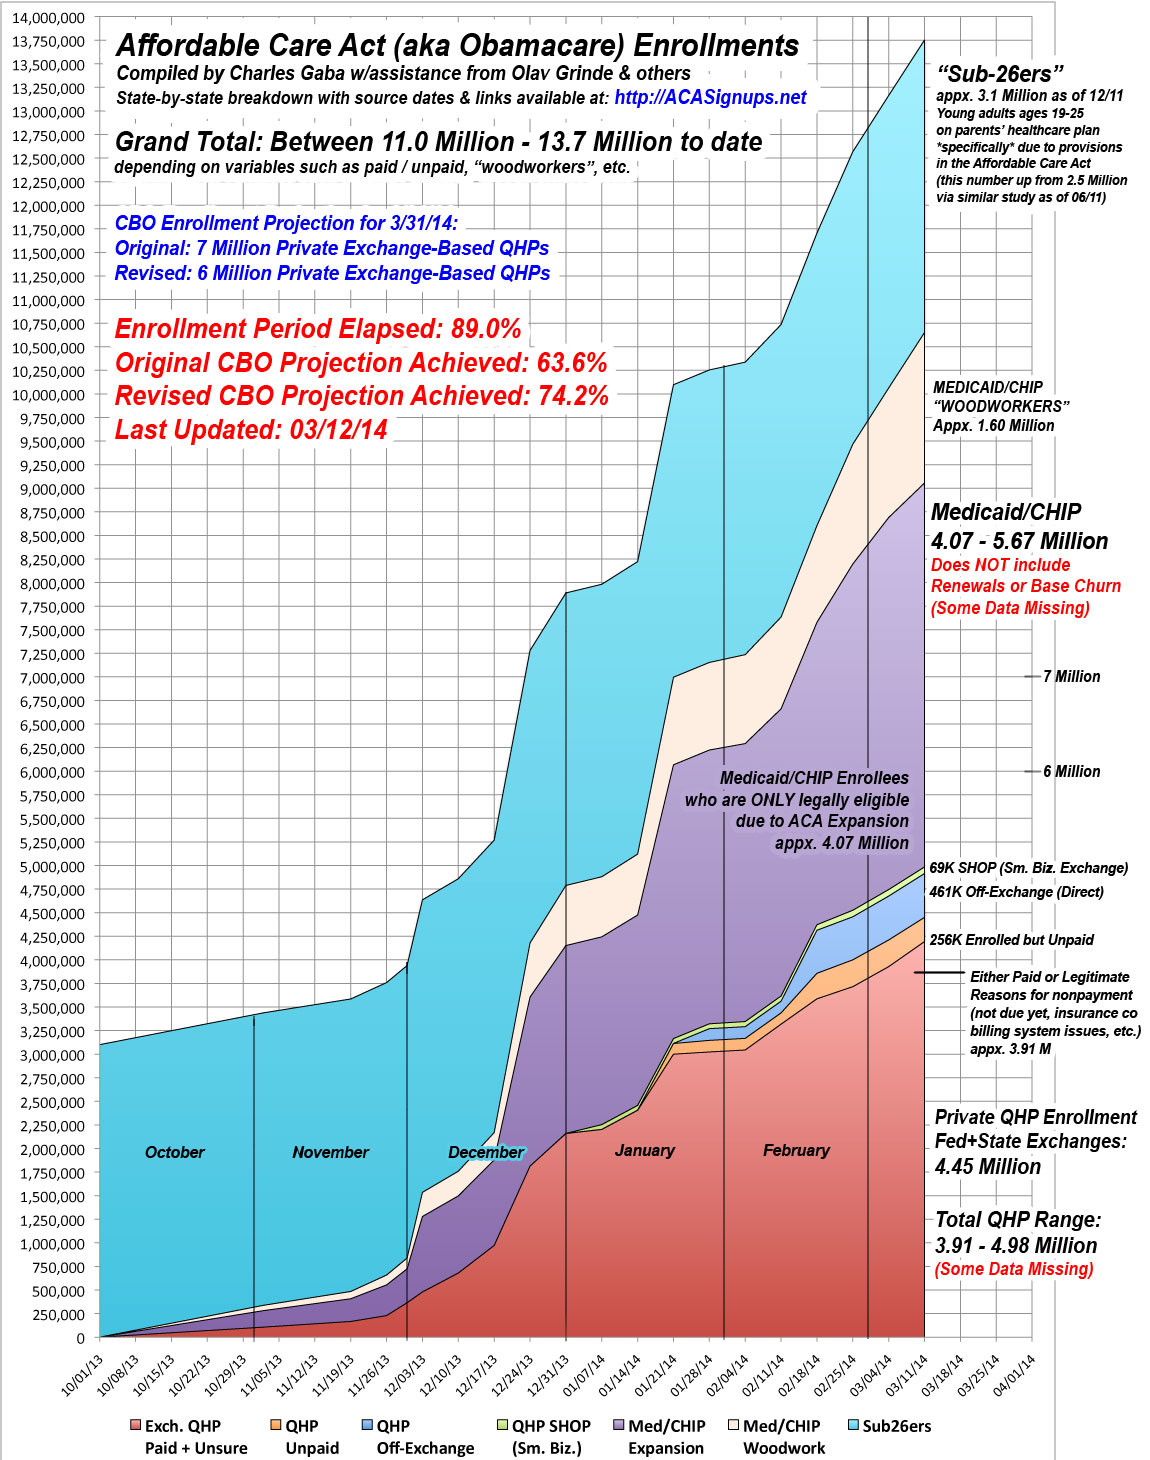 Affordable Care Act (aka Obamacare) Enrollments
Compiled by Charles Gaba w/assistance from Olav Grinde & others
State-by-state breakdown with source dates & links available at: http://ACASignups.net
Grand Total: Between 11.0 Million - 13.7 Million to date
depending on variables such as paid / unpaid, “woodworkers”, etc.
CBO Enrollment Projection for 3/31/14:
Original: 7 Million Private Exchange-Based QHPs
Revised: 6 Million Private Exchange-Based QHPs
Enrollment Period Elapsed: 89.0%
Original CBO Projection Achieved: 63.6%
Revised CBO Projection Achieved: 74.2%
Last Updated: 03/12/14
14,000,000
13,750,000
13,500,000
13,250,000
13,000,000
12,750,000
12,500,000
12,250,000
12,000,000
11,750,000
11,500,000
11,250,000
11,000,000
10,750,000
10,500,000
10,250,000
10,000,000
9,750,000
9,500,000
9,250,000
9,000,000
8,750,000
8,500,000
8,250,000
8,000,000
7,750,000
7,500,000
7,250,000
7,000,000
6,750,000
6,500,000
6,250,000
6,000,000
5,750,000
5,500,000
5,250,000
5,000,000
4,750,000
4,500,000
4,250,000
4,000,000
3,750,000
3,500,000
3,250,000
3,000,000
2,750,000
2,500,000
2,250,000
2,000,000
1,750,000
1,500,000
1,250,000
1,000,000
750,000
500,000
250,000
0
“Sub-26ers”
appx. 3.1 Million as of 12/11
Young adults ages 19-25
on parents’ healthcare plan
*specifically* due to provisions
in the Affordable Care Act
(this number up from 2.5 Million
via similar study as of 06/11)
MEDICAID/CHIP
“WOODWORKERS”
Appx. 1.60 Million
Medicaid/CHIP
4.07 - 5.67 Million
Does NOT include
Renewals or Base Churn
(Some Data Missing)
7 Million
6 Million
Medicaid/CHIP Enrollees
who are ONLY legally eligible
due to ACA Expansion
appx. 4.07 Million
69K SHOP (Sm. Biz. Exchange)
461K Off-Exchange (Direct)
256K Enrolled but Unpaid
Either Paid or Legitimate
Reasons for nonpayment
(not due yet, insurance co
billing system issues, etc.)
appx. 3.91 M
Private QHP Enrollment
Fed+State Exchanges:
4.45 Million
Total QHP Range:
3.91 - 4.98 Million
(Some Data Missing)
October
November
December
January
February
10/01/13
10/08/13
10/15/13
10/22/13
10/29/13
11/05/13
11/12/13
11/19/13
11/26/13
12/03/13
12/10/13
12/17/13
12/24/13
12/31/13
01/07/14
01/14/14
01/21/14
01/28/14
02/04/14
02/11/14
02/18/14
02/25/14
03/04/14
03/11/14
03/18/14
03/25/14
04/01/14
Exch. QHP
Paid + Unsure
QHP
Unpaid
QHP
Off-Exchange
QHP SHOP
(Sm. Biz.)
Med/CHIP
Expansion
Med/CHIP
Woodwork
Sub26ers